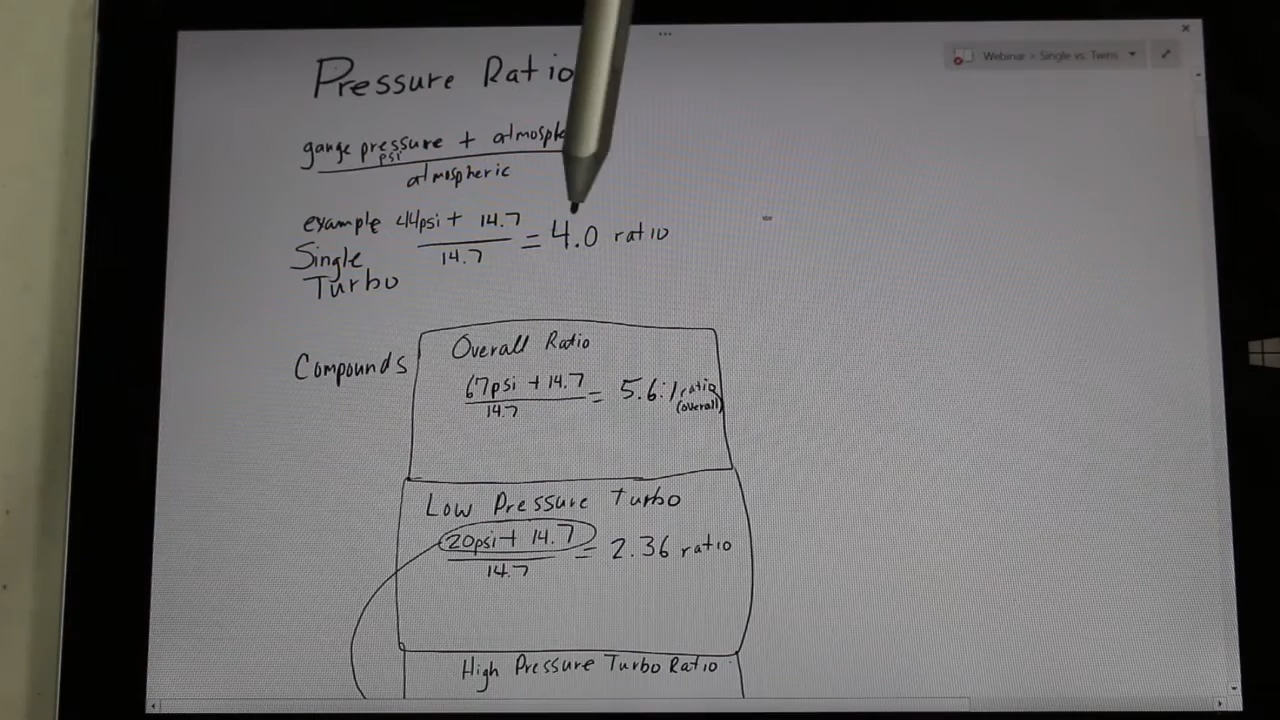 Webinar > Single vs. Twins
Pressure Ratio
gauge pressure + atmosphe
psi
atmospheric
example 44psi + 14.7
14.7
= 4.0 ratio
Single
Turbo
Compounds
Overall Ratio
67psi + 14.7
14.7
= 5.6:1 ratio
(overall)
Low Pressure Turbo
20psi + 14.7
14.7
= 2.36 ratio
High Pressure Turbo Ratio